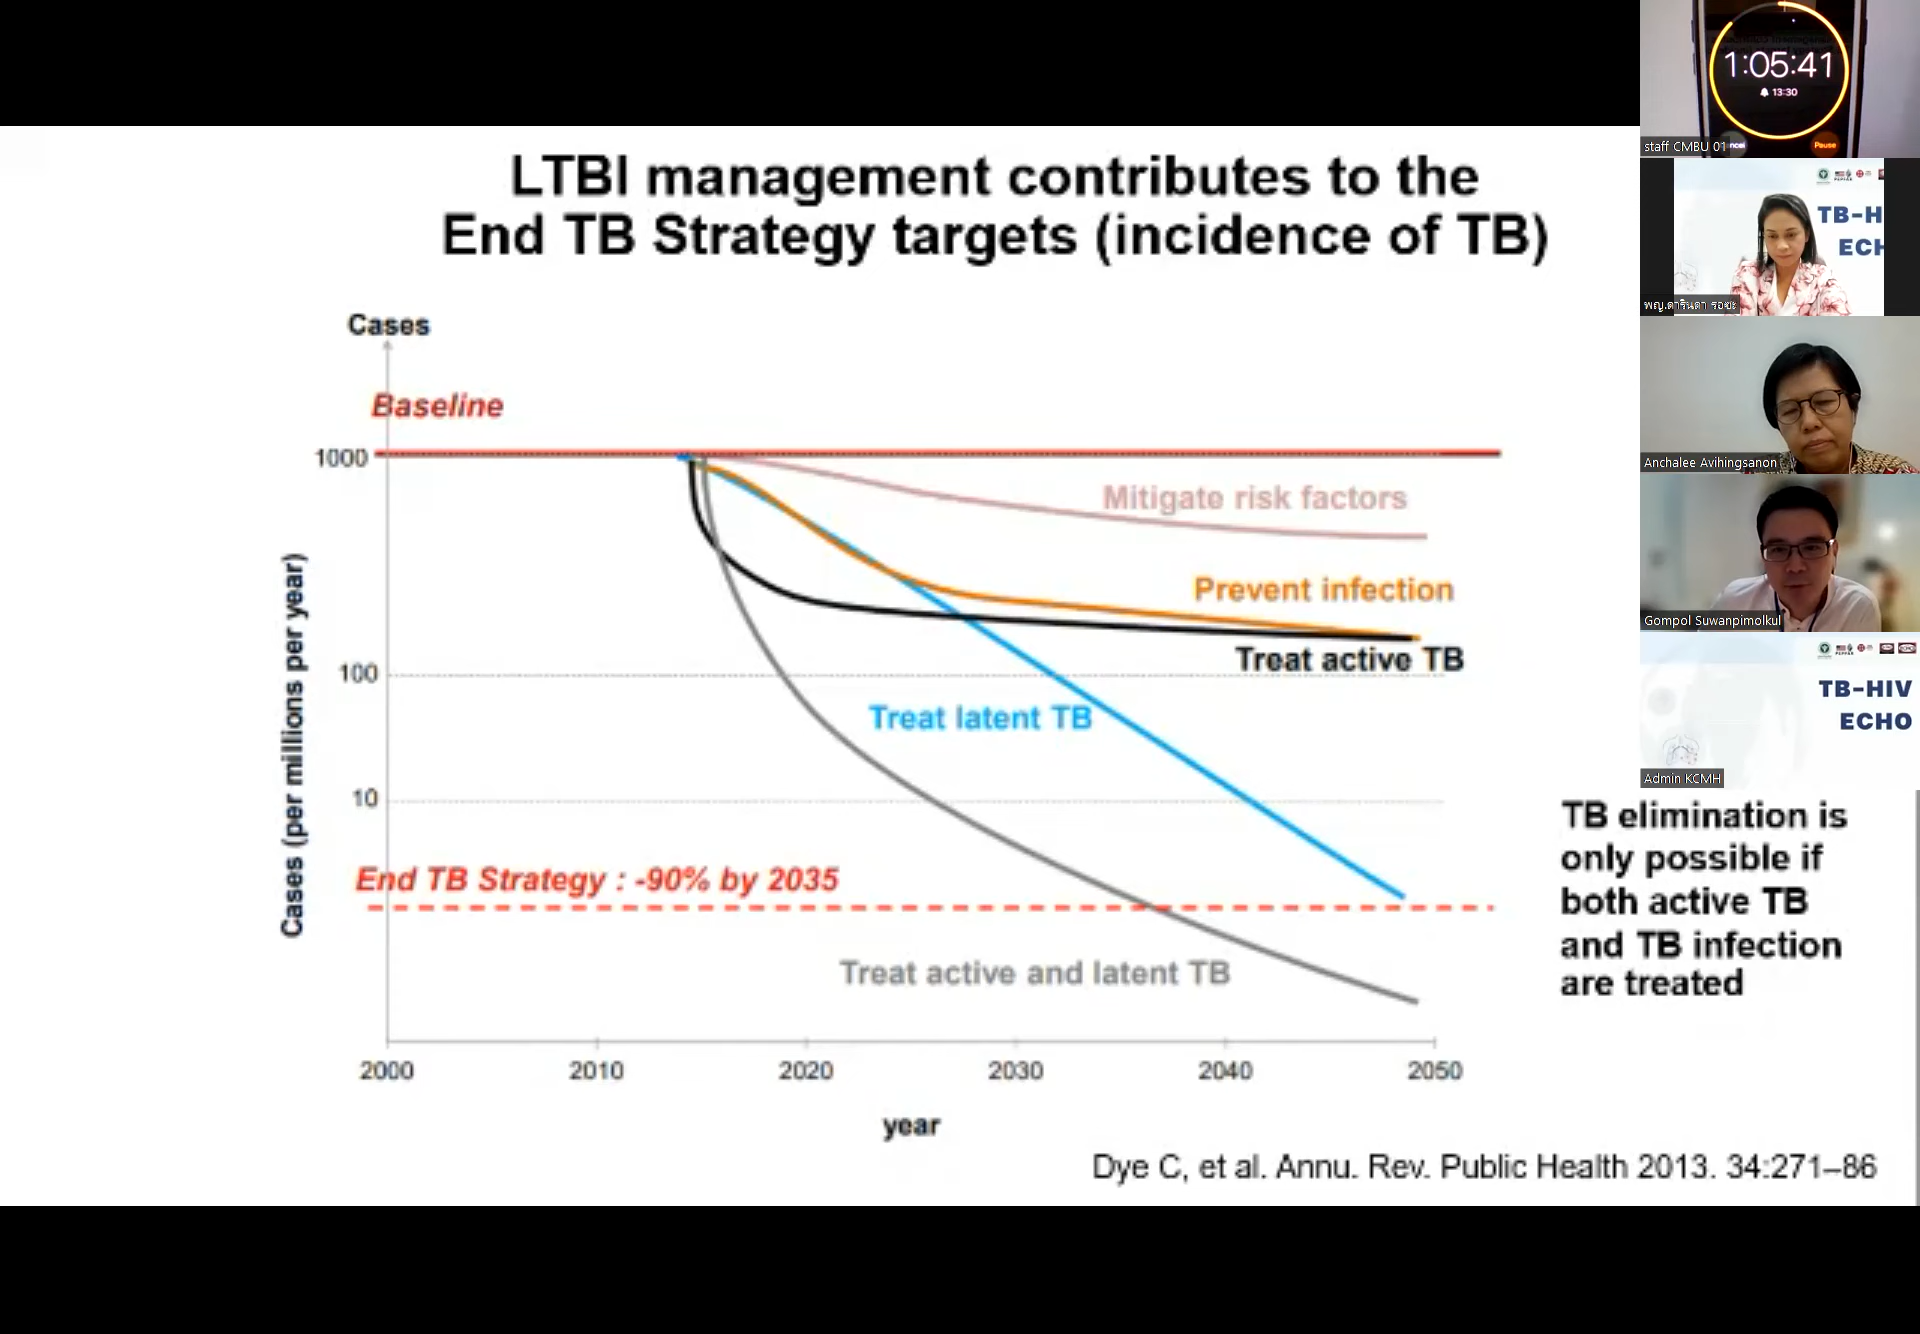 LTBI management contributes to the
End TB Strategy targets (incidence of TB)
Cases
Baseline
1000
Mitigate risk factors
Prevent infection
Treat active TB
100
Treat latent TB
10
End TB Strategy : -90% by 2035
Treat active and latent TB
Cases (per millions per year)
2000
2010
2020
2030
2040
2050
year
TB elimination is
only possible if
both active TB
and TB infection
are treated
Dye C, et al. Annu. Rev. Public Health 2013. 34:271–86
1:05:41
13:30
Pause
staff CMBU 01
TB-H
ECH
พญ.ดารินดา รอซะ
Anchalee Avihingsanon
Gompol Suwanpimolkul
TB-HIV
ECHO
Admin KCMH